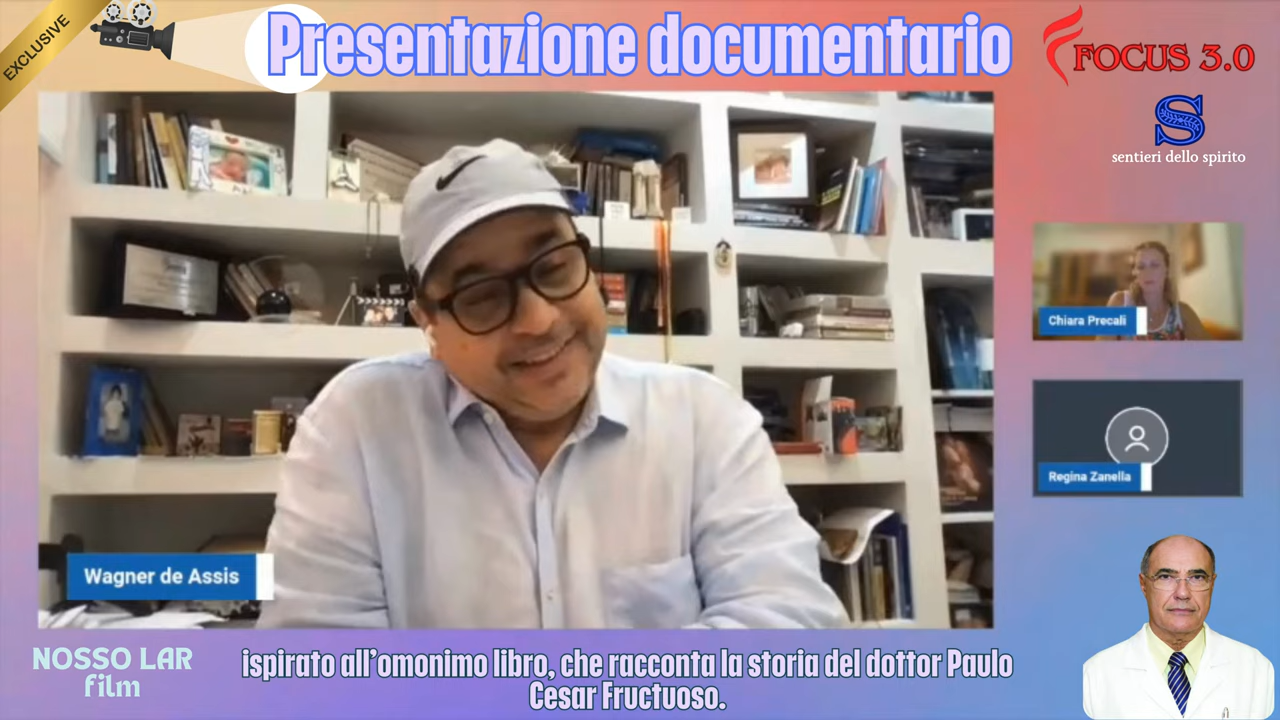 EXCLUSIVE
Presentazione documentario
FOCUS 3.0
S
sentieri dello spirito
Chiara Precali
Regina Zanella
Wagner de Assis
NOSSO LAR
film
ispirato all'omonimo libro, che racconta la storia del dottor Paulo
Cesar Fructuoso.